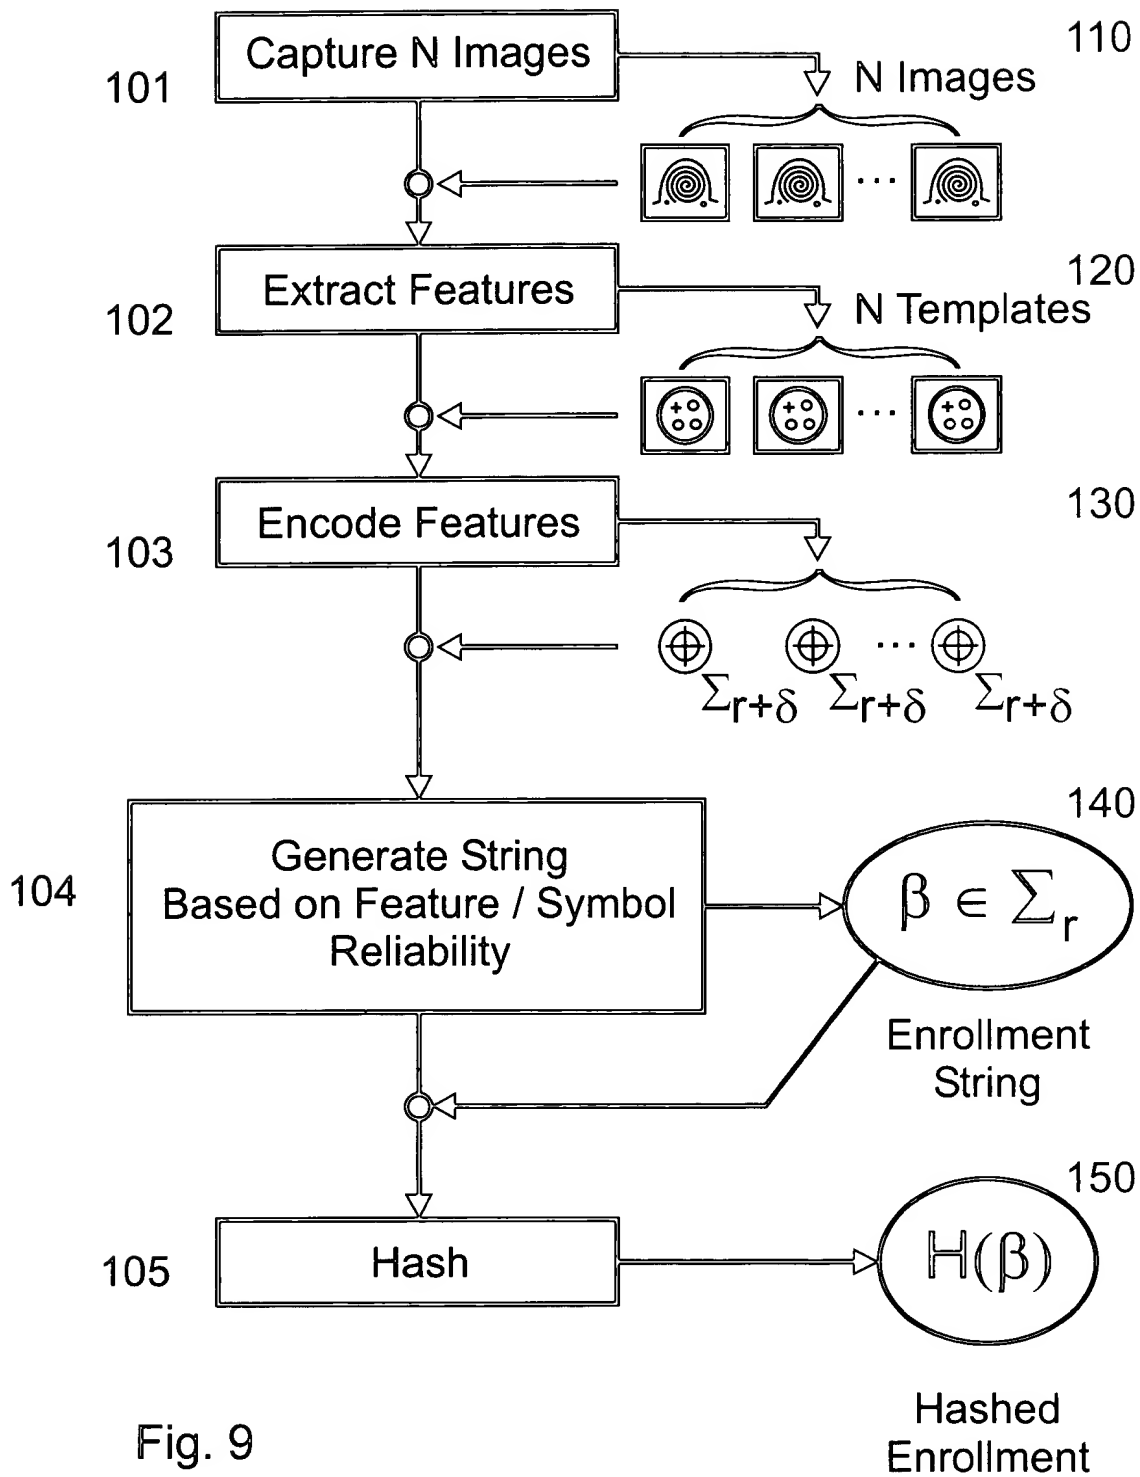 110
Capture N Images
101
N Images
...
120
Extract Features
102
N Templates
...
130
Encode Features
103
...
Σr+δ Σr+δ Σr+δ
140
Generate String
104
Based on Feature / Symbol
Reliability
β ∈ Σr
Enrollment
String
150
Hash
105
H(β)
Hashed
Enrollment
Fig. 9